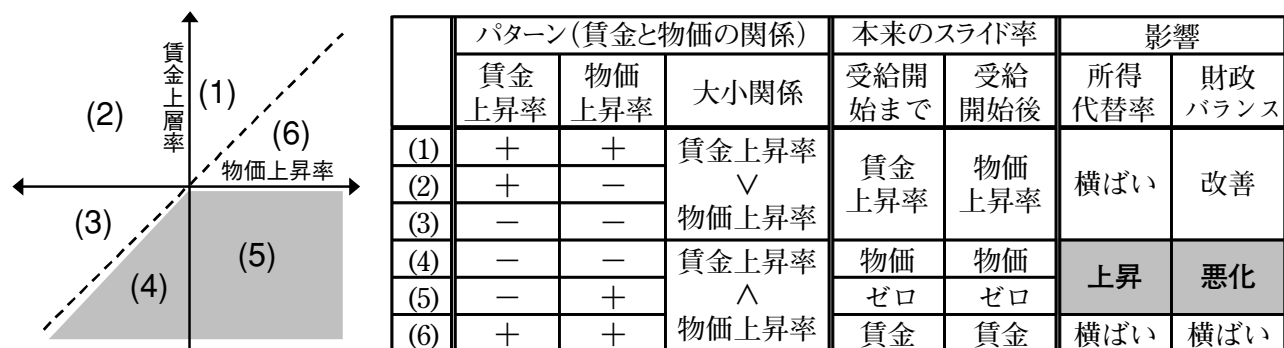 賃金上層率
(1)
(2)
(6)
物価上昇率
(3)
(5)
(4)
パターン(賃金と物価の関係) 本来のスライド率 影響
賃金上昇率 物価上昇率 大小関係 受給開始まで 受給開始後 所得代替率 財政バランス
(1) + + 賃金上昇率 賃金上昇率 物価上昇率 横ばい 改善
(2) + − ∨
(3) − − 物価上昇率
(4) − − 賃金上昇率 物価 物価 上昇 悪化
(5) − + ∧ ゼロ ゼロ
(6) + + 物価上昇率 賃金 賃金 横ばい 横ばい